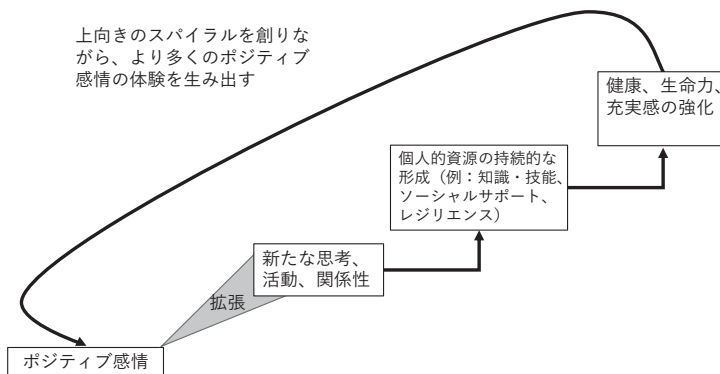 上向きのスパイラルを創りな
がら、より多くのポジティブ
感情の体験を生み出す
健康、生命力、
充実感の強化
個人的資源の持続的な
形成（例：知識・技能、
ソーシャルサポート、
レジリエンス）
新たな思考、
活動、関係性
拡張
ポジティブ感情